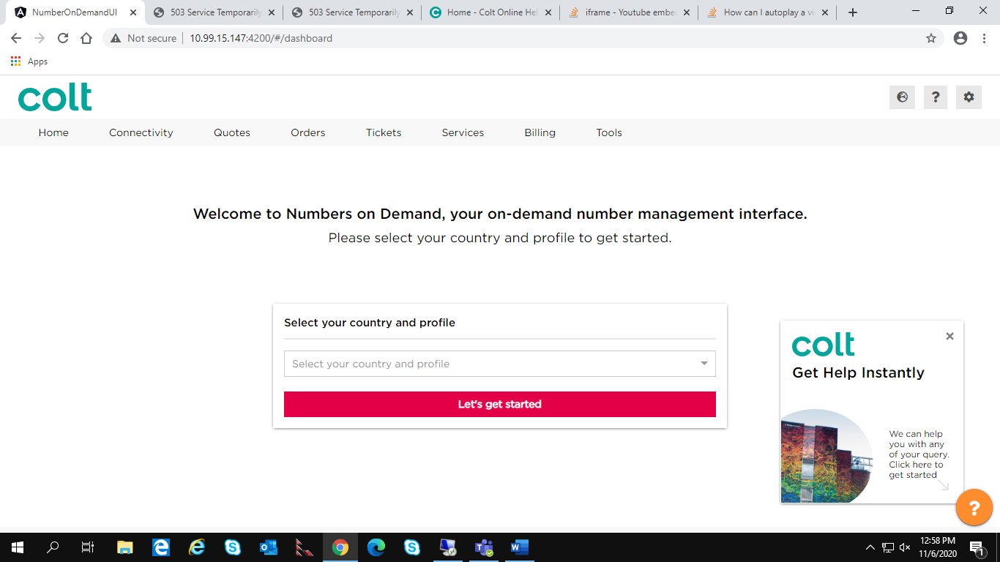 NumberOnDemandUI
503 Service Temporarily
503 Service Temporarily
Home - Colt Online Hel
iframe - Youtube embe
How can I autoplay a vi
Not secure
10.99.15.147:4200/#/dashboard
Apps
colt
?
Home
Connectivity
Quotes
Orders
Tickets
Services
Billing
Tools
Welcome to Numbers on Demand, your on-demand number management interface.
Please select your country and profile to get started.
Select your country and profile
Select your country and profile
Let's get started
colt
Get Help Instantly
We can help
you with any
of your query.
Click here to
get started
?
12:58 PM
11/6/2020
1